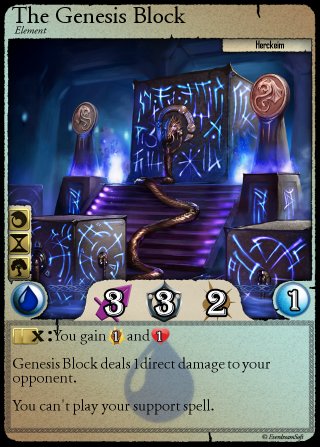 The Genesis Block
Element
Herckeim
3 3 2 1
X : You gain and
Genesis Block deals 1 direct damage to your
opponent.
You can't play your support spell.
© EverdreamSoft